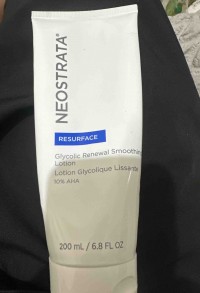 NEOSTRATA®
RESURFACE
Glycolic Renewal Smoothing
Lotion
Lotion Glycolique Lissante
10% AHA
200 mL / 6.8 FL OZ